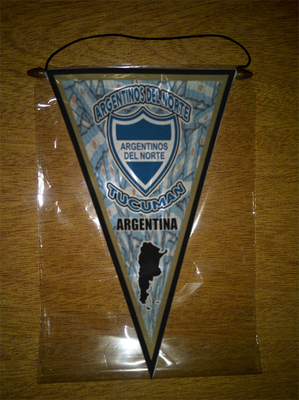 ARGENTINOS DEL NORTE
ARGENTINOS
DEL NORTE
TUCUMAN
ARGENTINA